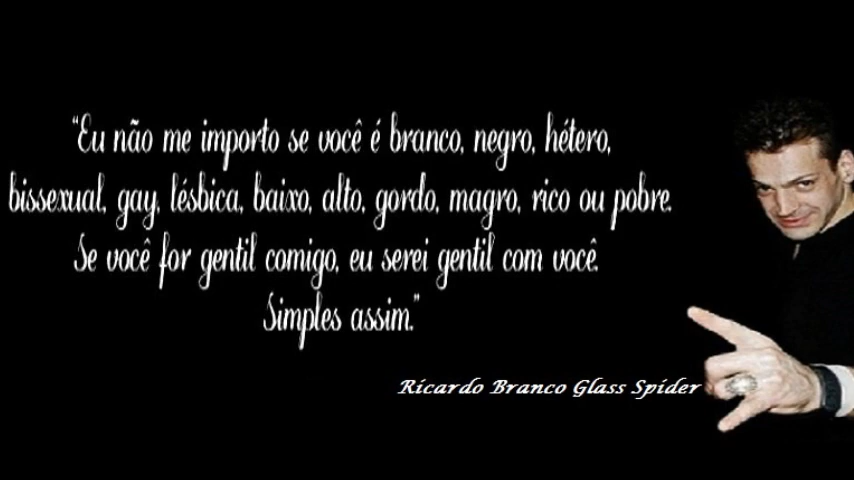 “Eu não me importo se você é branco, negro, hétero,
bissexual, gay, lésbica, baixo, alto, gordo, magro, rico ou pobre.
Se você for gentil comigo, eu serei gentil com você.
Simples assim.”
Ricardo Branco Glass Spider